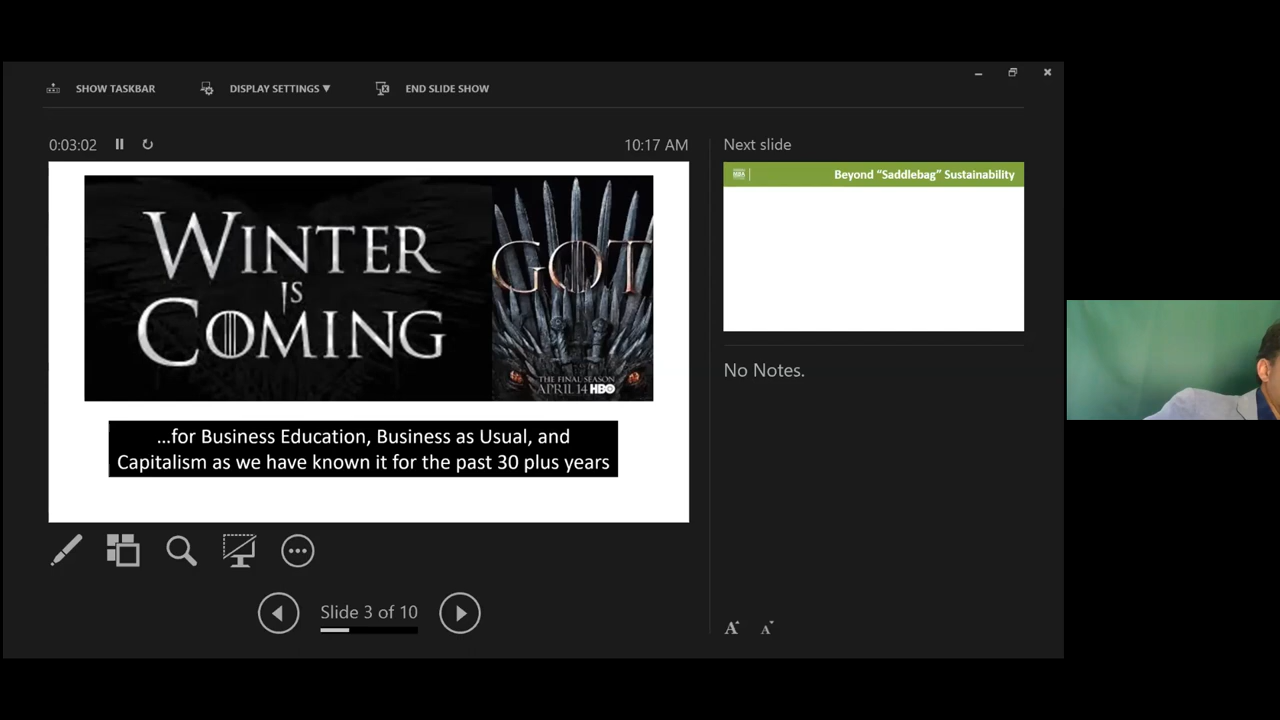 SHOW TASKBAR
DISPLAY SETTINGS ▼
END SLIDE SHOW
0:03:02
10:17 AM
WINTER
IS
COMING
GOT
THE FINAL SEASON
APRIL 14 HBO
...for Business Education, Business as Usual, and
Capitalism as we have known it for the past 30 plus years
Slide 3 of 10
Next slide
MBA
Beyond “Saddlebag” Sustainability
No Notes.
A A